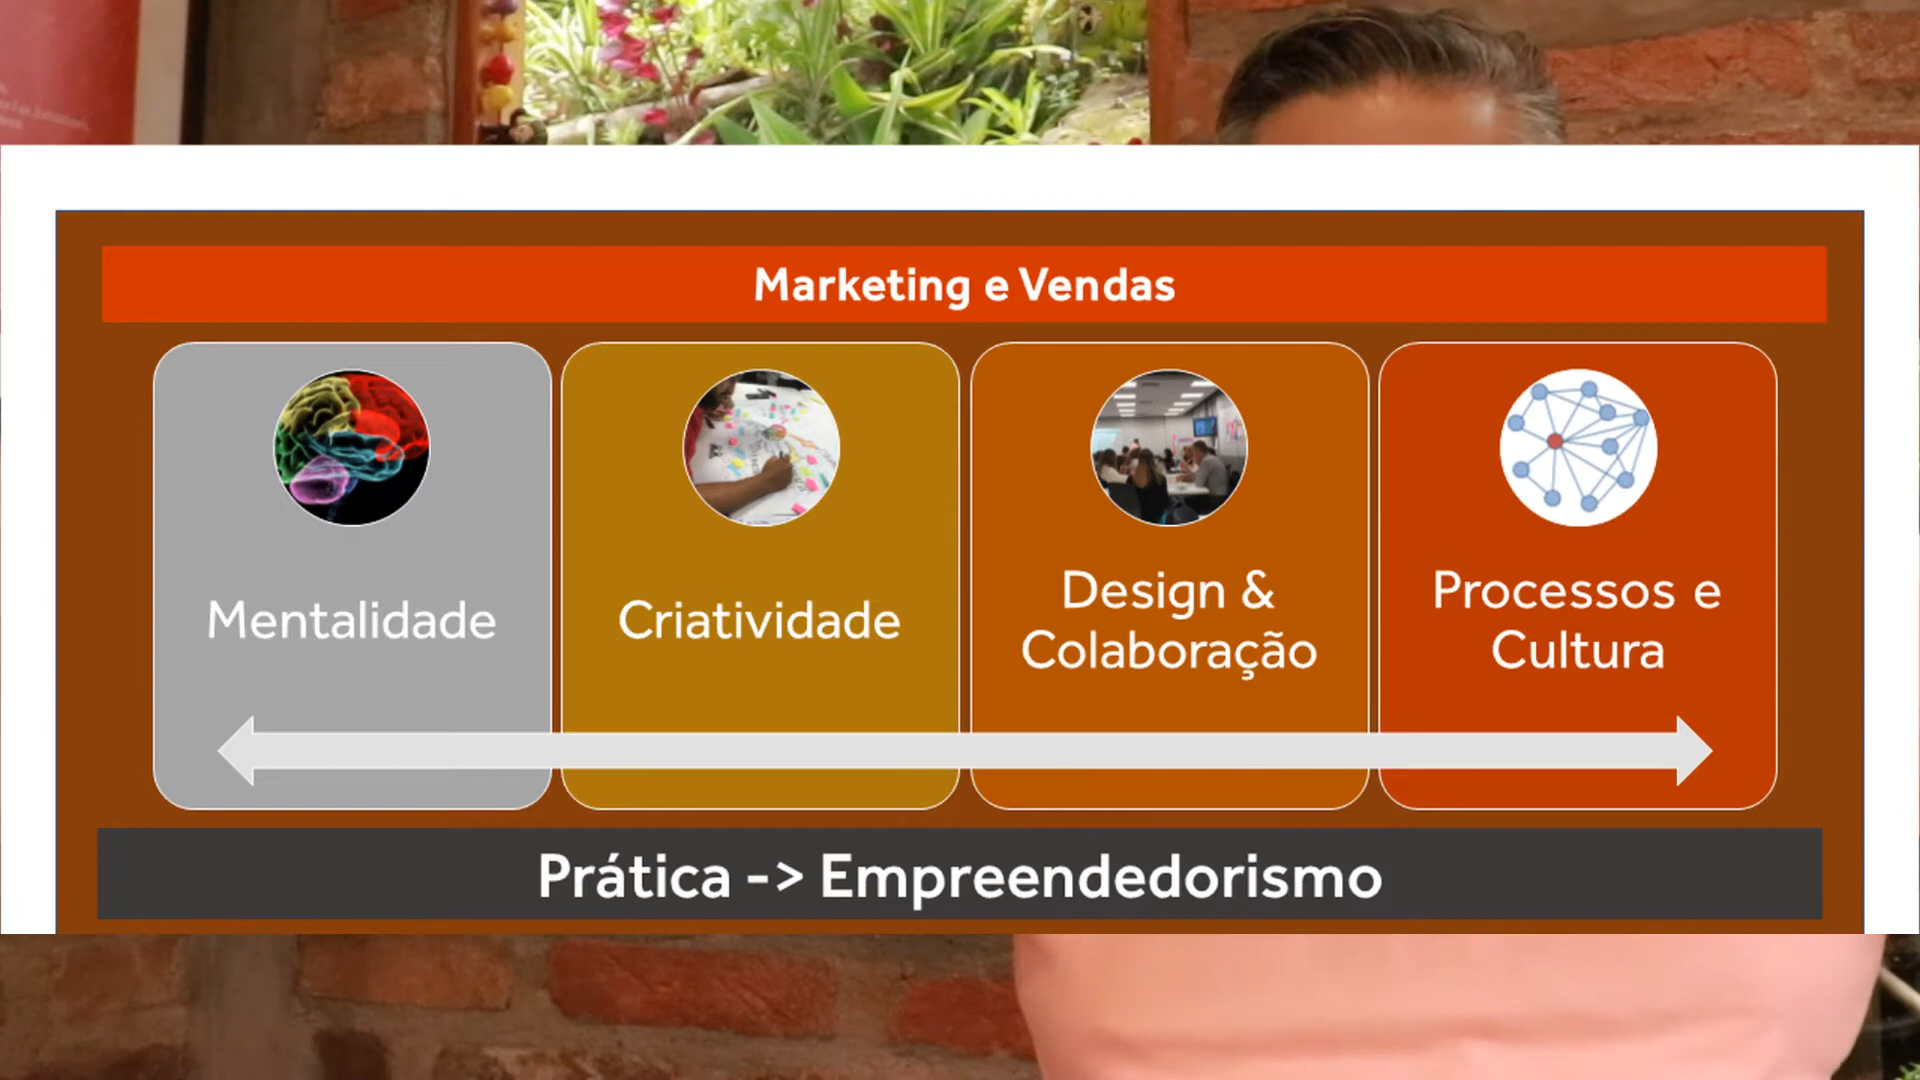 Marketing e Vendas
Mentalidade
Criatividade
Design &
Colaboração
Processos e
Cultura
Prática -> Empreendedorismo